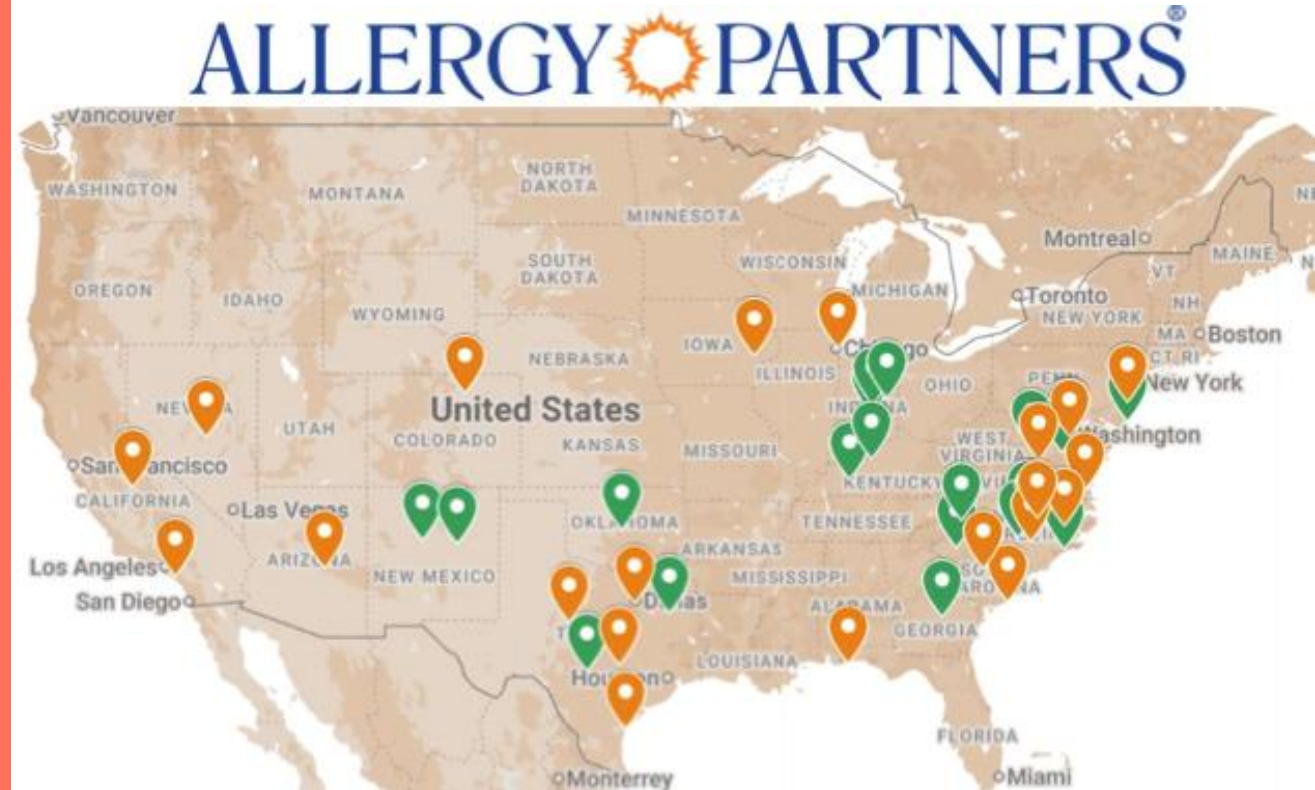 ALLERGY PARTNERS®
Vancouver
WASHINGTON
MONTANA
NORTH
DAKOTA
MINNESOTA
Montreal
MAINE
OREGON
IDAHO
WYOMING
SOUTH
DAKOTA
WISCONSIN
MICHIGAN
Toronto
NEW YORK
VT
NH
MA
Boston
CT RI
NEBRASKA
IOWA
ILLINOIS
OHIO
PENN
New York
United States
UTAH
COLORADO
KANSAS
MISSOURI
WEST
VIRGINIA
Washington
KENTUCKY
CALIFORNIA
Las Vegas
TENNESSEE
Los Angeles
NEW MEXICO
ARKANSAS
MISSISSIPPI
San Diego
GEORGIA
LOUISIANA
FLORIDA
Monterrey
Miami